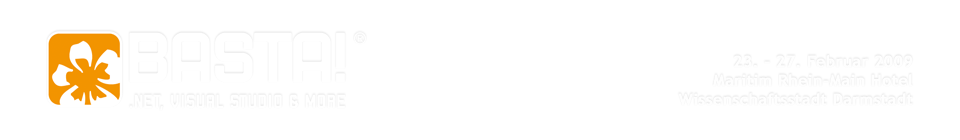 BASTA!®
.NET, VISUAL STUDIO & MORE
23. - 27. Februar 2009
Maritim Rhein-Main Hotel
Wissenschaftsstadt Darmstadt